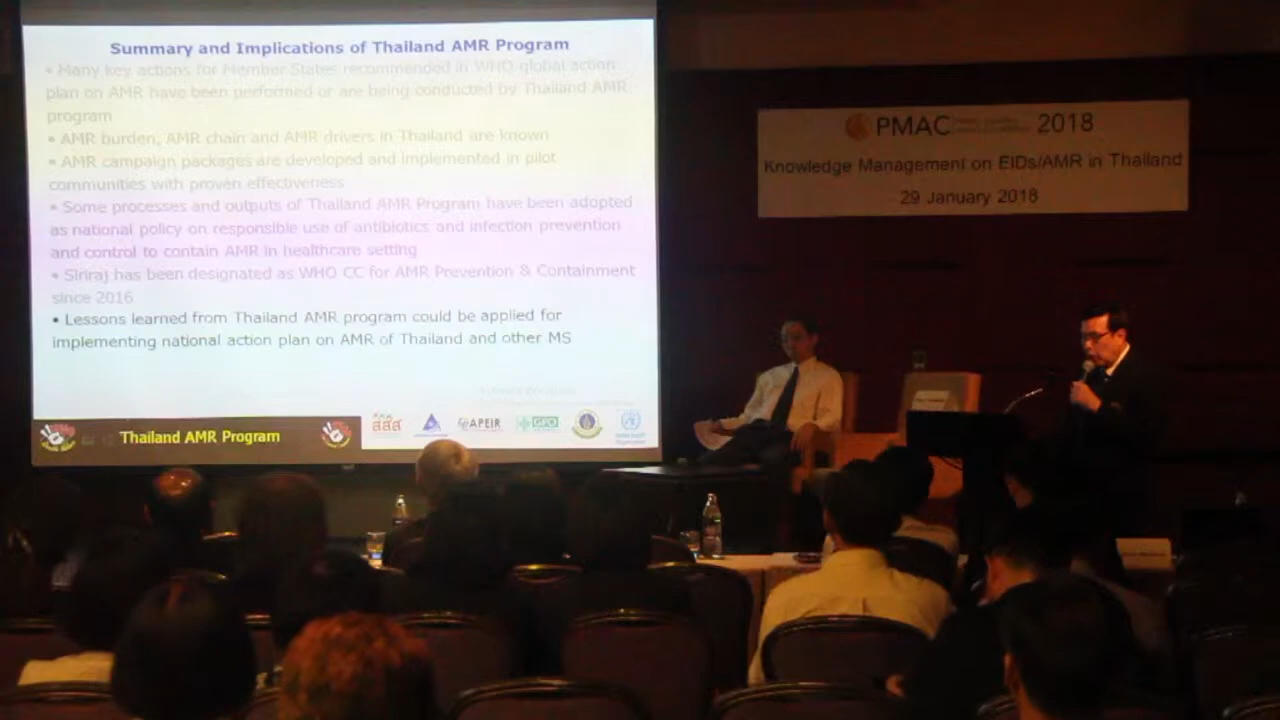 Summary and Implications of Thailand AMR Program
• Many key actions for Member States recommended in WHO global action
plan on AMR have been performed or are being conducted by Thailand AMR
program
• AMR burden, AMR chain and AMR drivers in Thailand are known
• AMR campaign packages are developed and implemented in pilot
communities with proven effectiveness
• Some processes and outputs of Thailand AMR Program have been adopted
as national policy on responsible use of antibiotics and infection prevention
and control to contain AMR in healthcare setting
• Siriraj has been designated as WHO CC for AMR Prevention & Containment
since 2016
• Lessons learned from Thailand AMR program could be applied for
implementing national action plan on AMR of Thailand and other MS
Thailand AMR Program
สสส
APEIR
GPO
PMAC 2018
Knowledge Management on EIDs/AMR in Thailand
29 January 2018